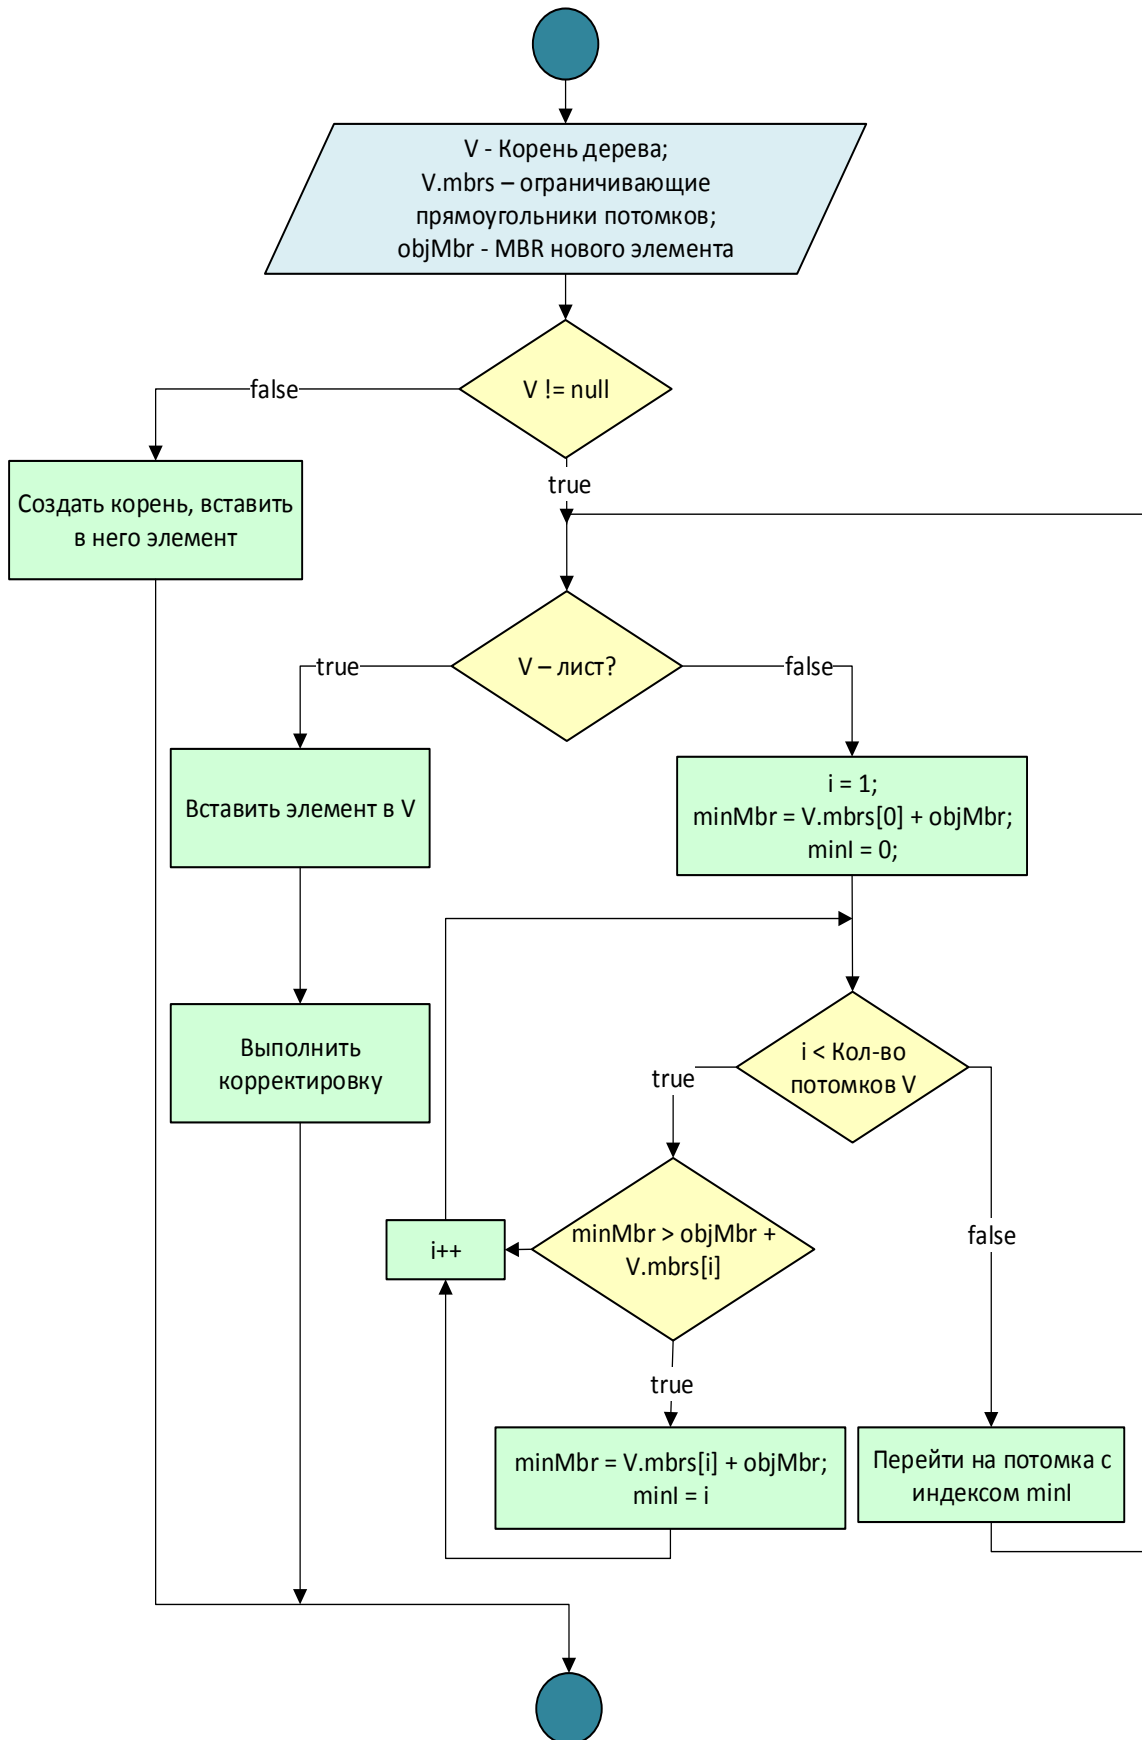 V - Корень дерева;
V.mbrs – ограничивающие
прямоугольники потомков;
objMbr - MBR нового элемента
V != null
false
true
Создать корень, вставить
в него элемент
V – лист?
true
false
Вставить элемент в V
i = 1;
minMbr = V.mbrs[0] + objMbr;
minI = 0;
Выполнить
корректировку
i < Кол-во
потомков V
true
false
minMbr > objMbr +
V.mbrs[i]
i++
true
minMbr = V.mbrs[i] + objMbr;
minI = i
Перейти на потомка с
индексом minI